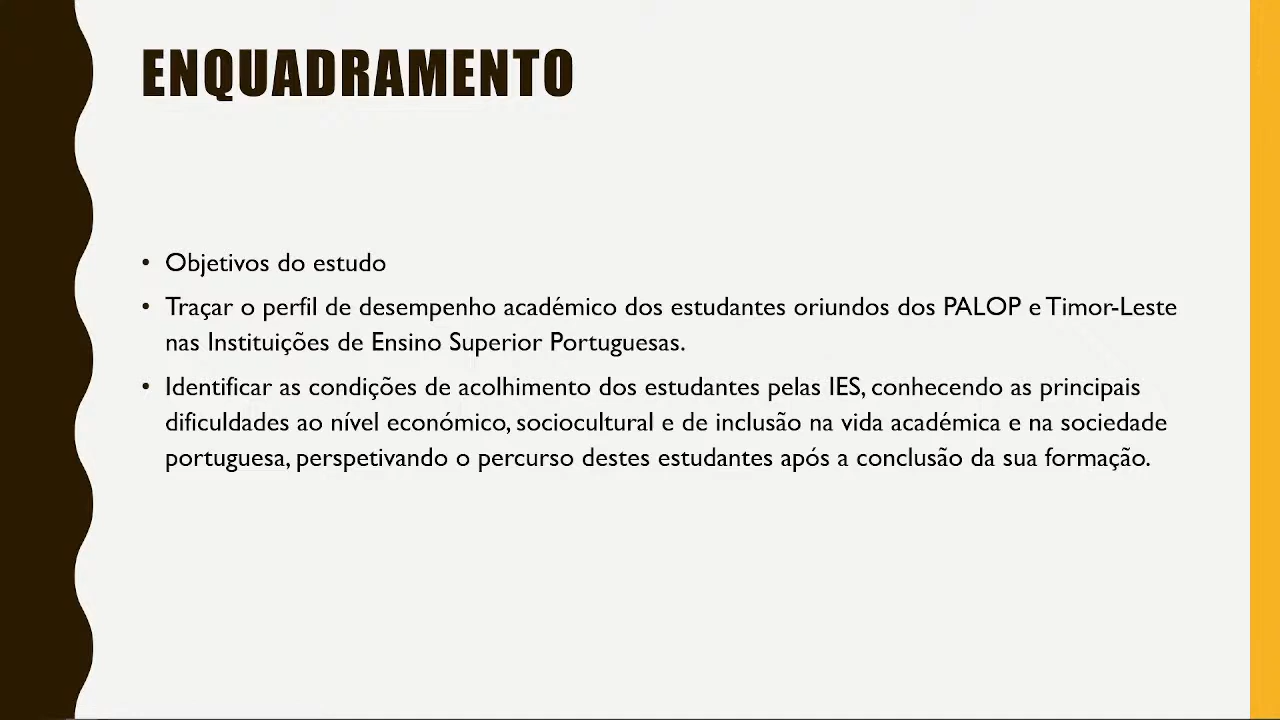 ENQUADRAMENTO
• Objetivos do estudo
• Traçar o perfil de desempenho académico dos estudantes oriundos dos PALOP e Timor-Leste
nas Instituições de Ensino Superior Portuguesas.
• Identificar as condições de acolhimento dos estudantes pelas IES, conhecendo as principais
dificuldades ao nível económico, sociocultural e de inclusão na vida académica e na sociedade
portuguesa, perspetivando o percurso destes estudantes após a conclusão da sua formação.